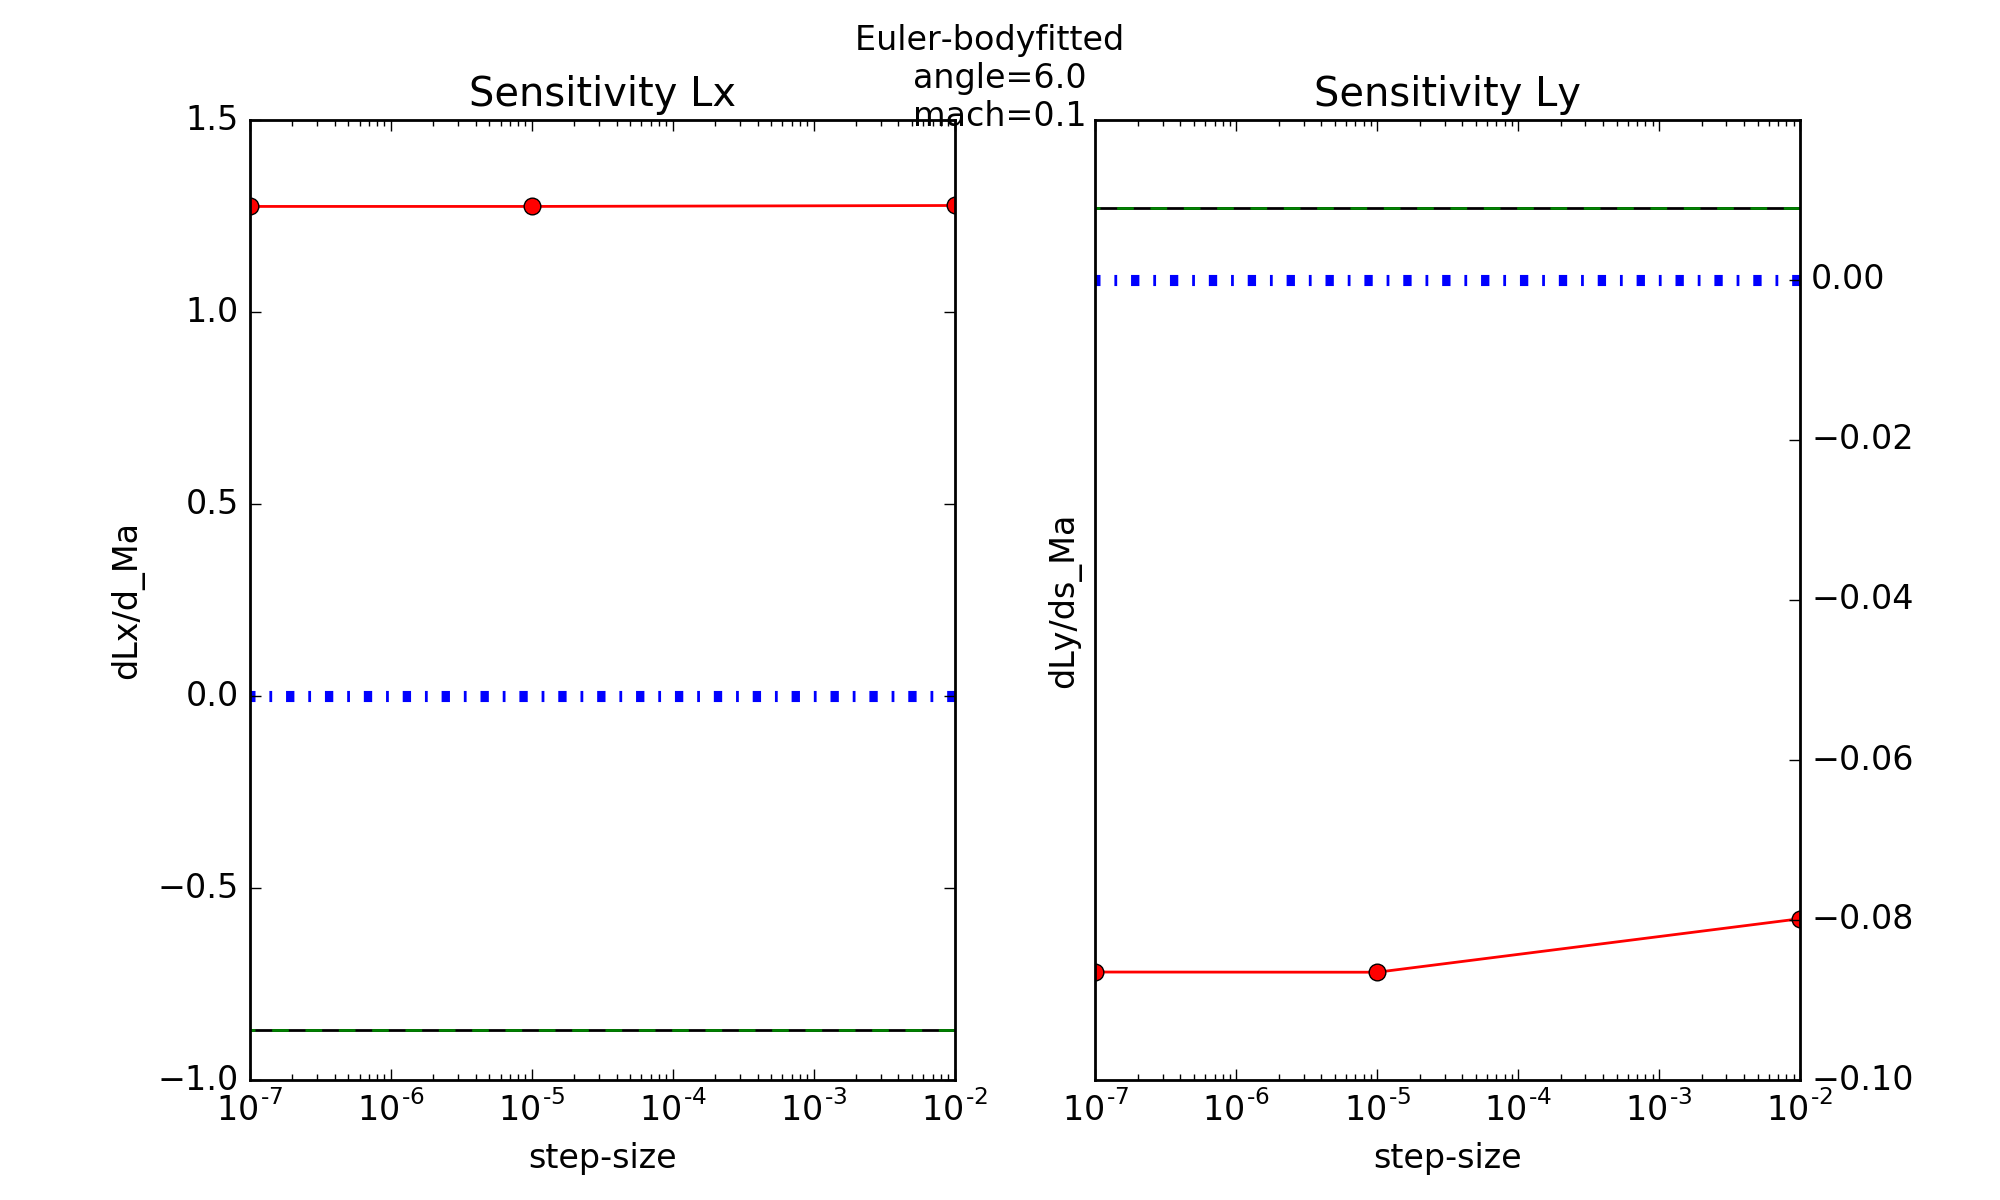 Euler-bodyfitted
angle=6.0
mach=0.1
Sensitivity Lx
Sensitivity Ly
1.5
1.0
0.5
0.0
−0.5
−1.0
dLx/d_Ma
10^-7 10^-6 10^-5 10^-4 10^-3 10^-2
step-size
dLy/ds_Ma
0.00
−0.02
−0.04
−0.06
−0.08
−0.10
10^-7 10^-6 10^-5 10^-4 10^-3 10^-2
step-size